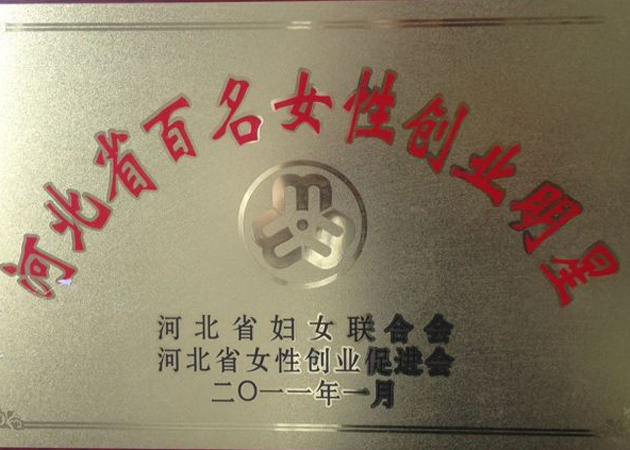 河北省百名女性创业明星
河北省妇女联合会
河北省女性创业促进会
二〇一一年一月